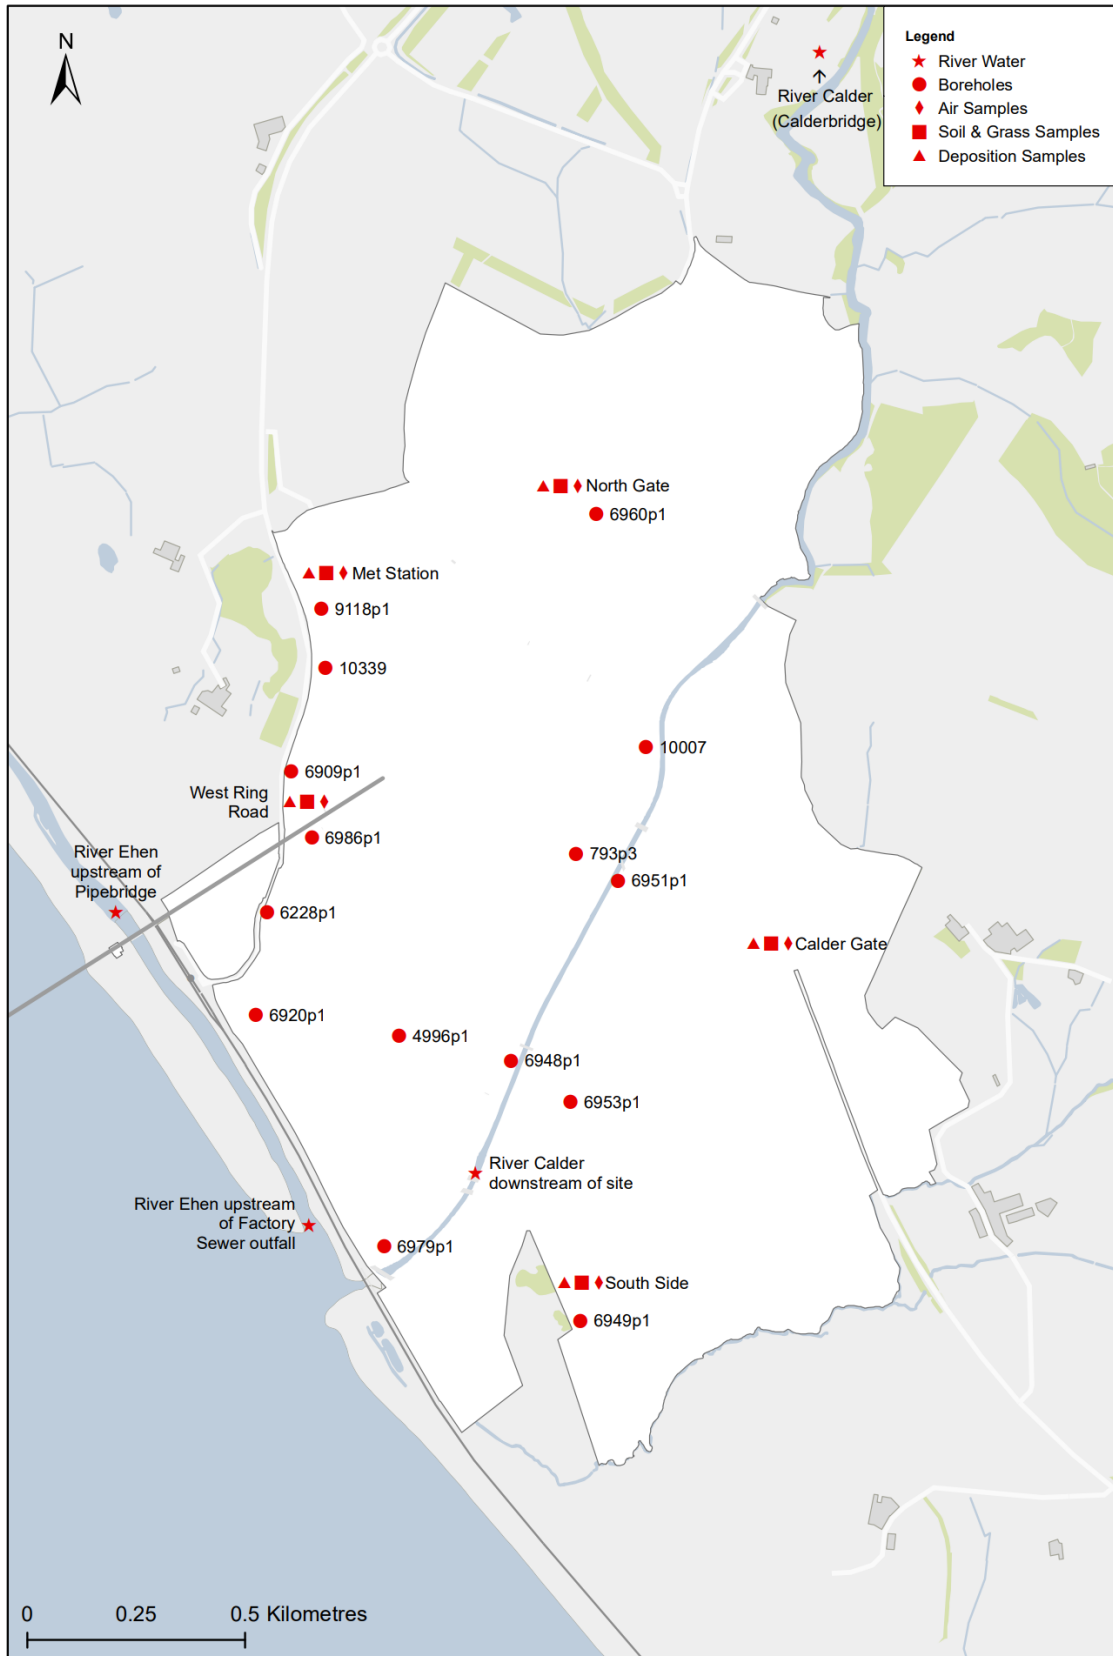 N
Legend
River Water
Boreholes
Air Samples
Soil & Grass Samples
Deposition Samples
River Calder
(Calderbridge)
North Gate
6960p1
Met Station
9118p1
10339
10007
6909p1
West Ring
Road
6986p1
793p3
River Ehen
upstream of
Pipebridge
6951p1
6228p1
Calder Gate
6920p1
4996p1
6948p1
6953p1
River Calder
downstream of site
River Ehen upstream
of Factory
Sewer outfall
6979p1
South Side
6949p1
0 0.25 0.5 Kilometres